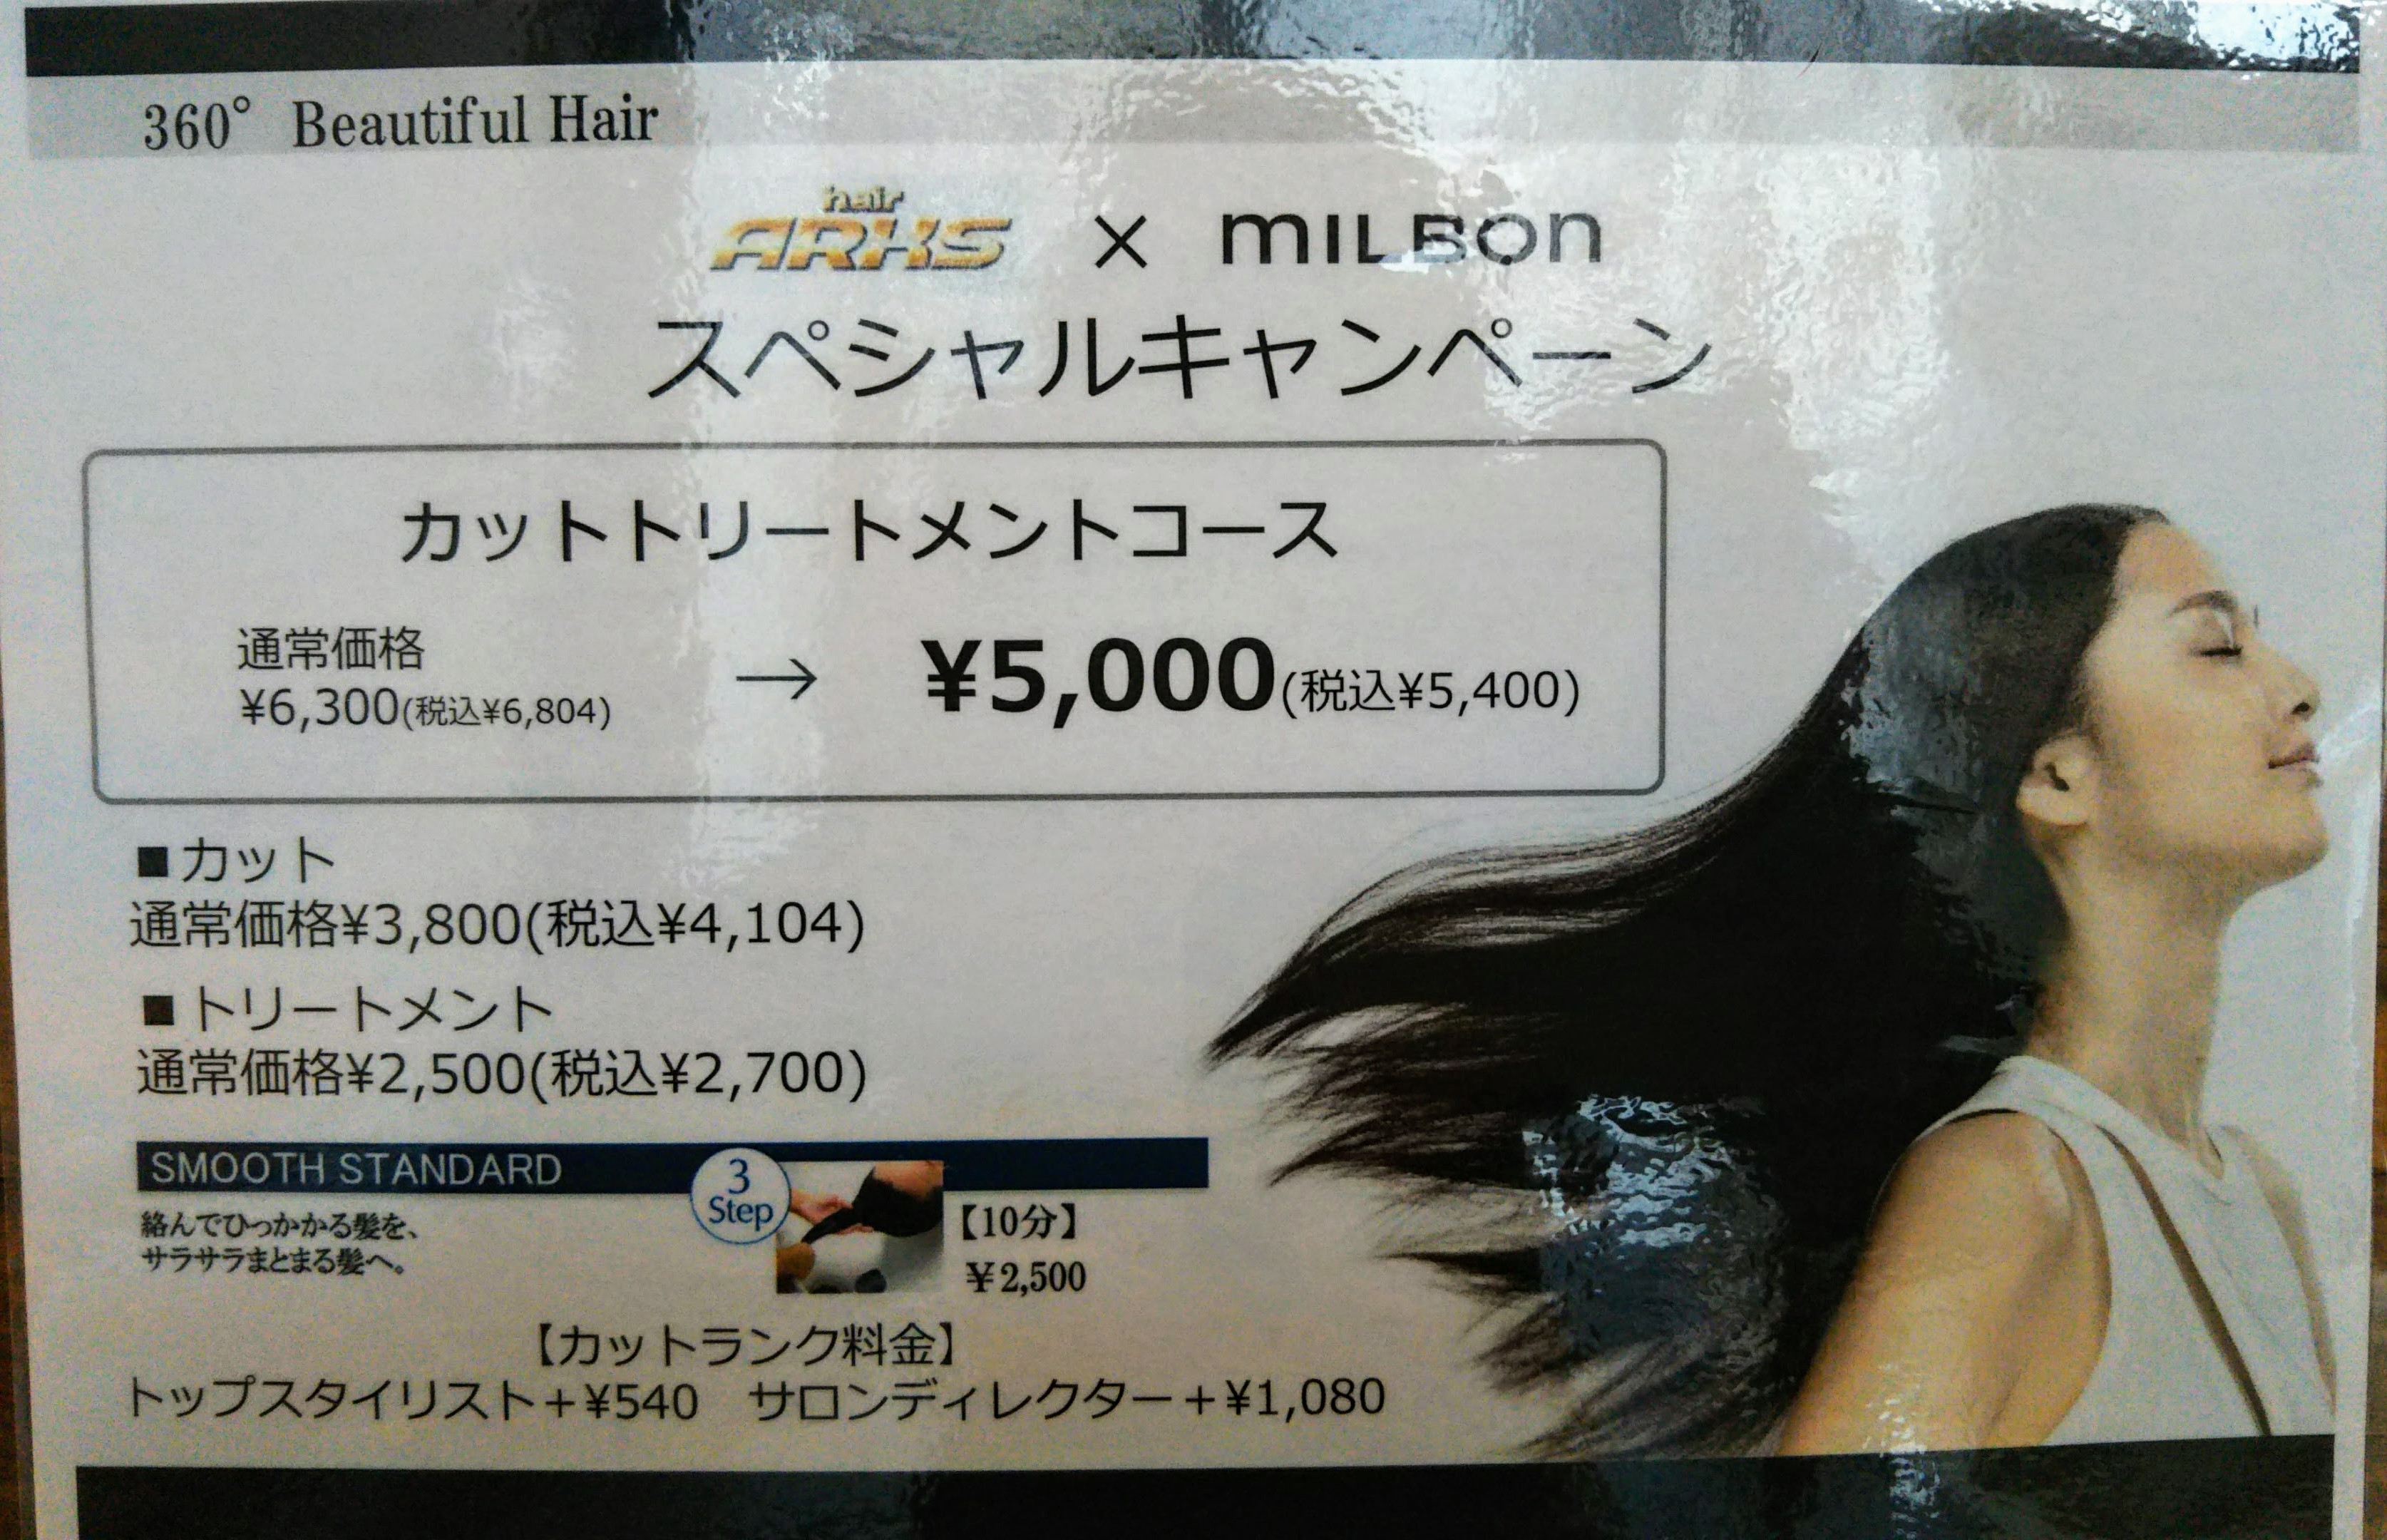 360° Beautiful Hair
hair
ARKS × MILBON
スペシャルキャンペーン
カットトリートメントコース
通常価格
¥6,300(税込¥6,804) → ¥5,000(税込¥5,400)
■カット
通常価格¥3,800(税込¥4,104)
■トリートメント
通常価格¥2,500(税込¥2,700)
SMOOTH STANDARD
3
Step
絡んでひっかかる髪を、
サラサラまとまる髪へ。
【10分】
¥2,500
【カットランク料金】
トップスタイリスト+¥540 サロンディレクター+¥1,080